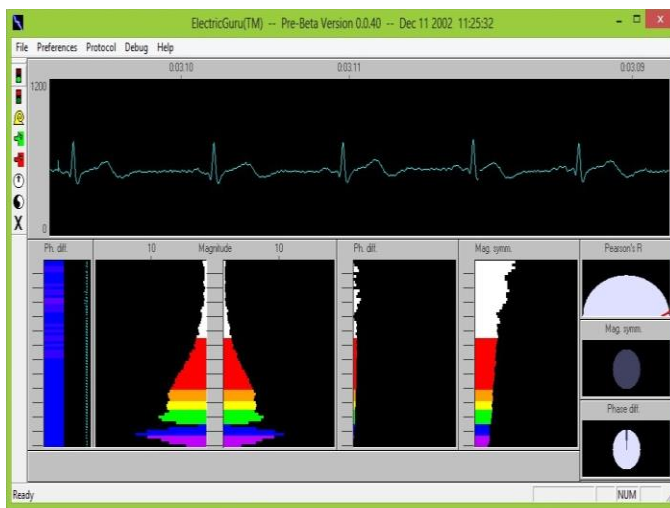 ElectricGuru(TM) -- Pre-Beta Version 0.0.40 -- Dec 11 2002 11:25:32
File Preferences Protocol Debug Help
0:03.10 0:03.11 0:03.09
1200
0
Ph. diff. 10 Magnitude 10 Ph. diff. Mag. symm. Pearson's R
Mag. symm.
Phase diff.
Ready NUM